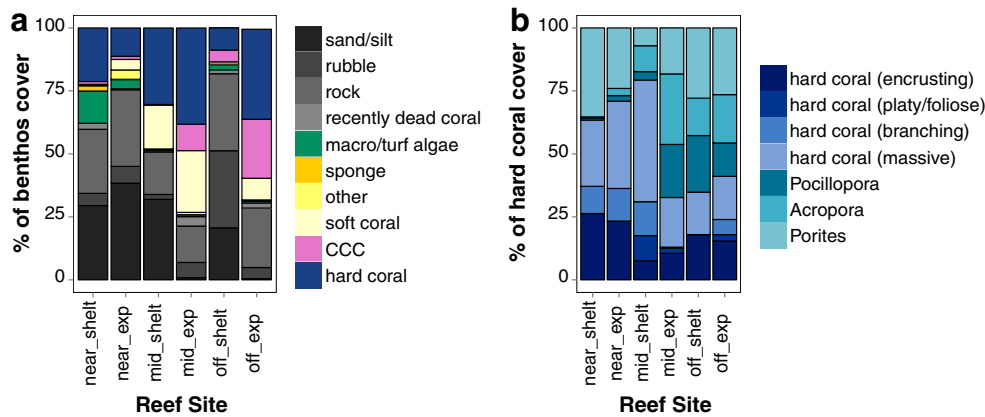 a
% of benthos cover
100
75
50
25
0
near_shelt
near_exp
mid_shelt
mid_exp
off_shelt
off_exp
Reef Site
sand/silt
rubble
rock
recently dead coral
macro/turf algae
sponge
other
soft coral
CCC
hard coral
b
% of hard coral cover
100
75
50
25
0
near_shelt
near_exp
mid_shelt
mid_exp
off_shelt
off_exp
Reef Site
hard coral (encrusting)
hard coral (platy/foliose)
hard coral (branching)
hard coral (massive)
Pocillopora
Acropora
Porites